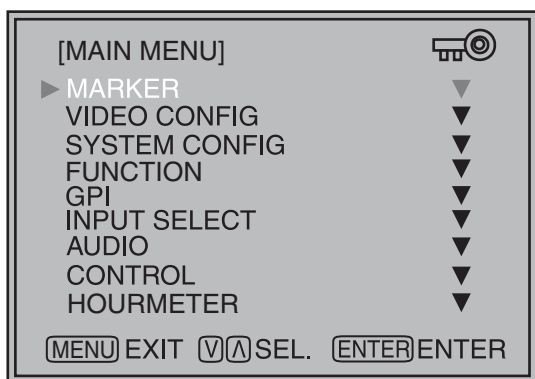 [MAIN MENU]
MARKER
VIDEO CONFIG
SYSTEM CONFIG
FUNCTION
GPI
INPUT SELECT
AUDIO
CONTROL
HOURMETER
MENU EXIT V Λ SEL. ENTER ENTER